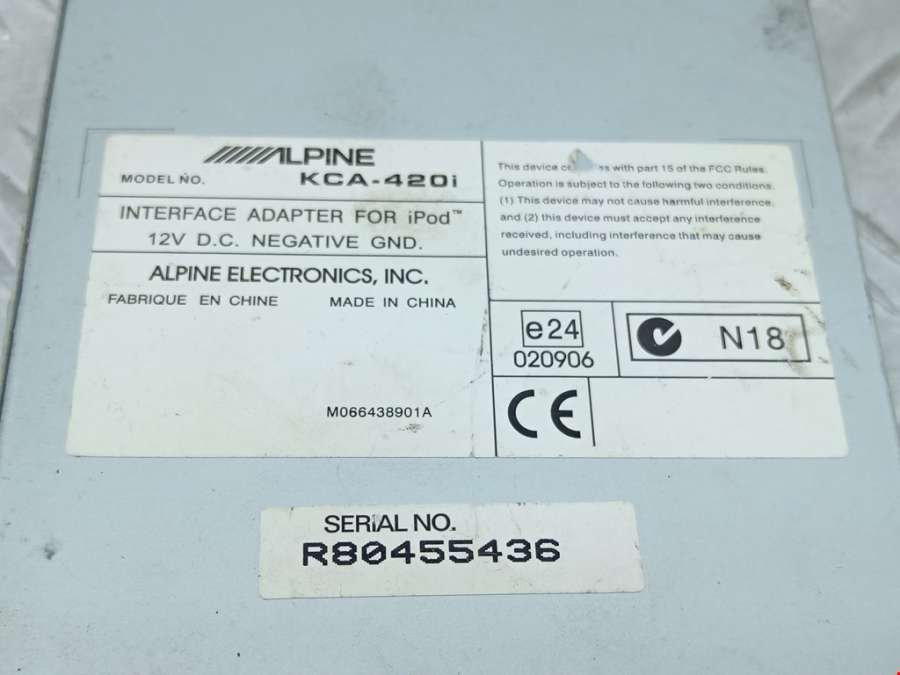 ALPINE
MODEL NO. KCA-420i
INTERFACE ADAPTER FOR iPod™
12V D.C. NEGATIVE GND.
ALPINE ELECTRONICS, INC.
FABRIQUE EN CHINE MADE IN CHINA
M066438901A
This device with part 15 of the FCC Rules.
Operation is subject to the following two conditions.
(1) This device may not cause harmful interference,
and (2) this device must accept any interference
received, including interference that may cause
undesired operation.
e24
020906
N18
CE
SERIAL NO.
R80455436